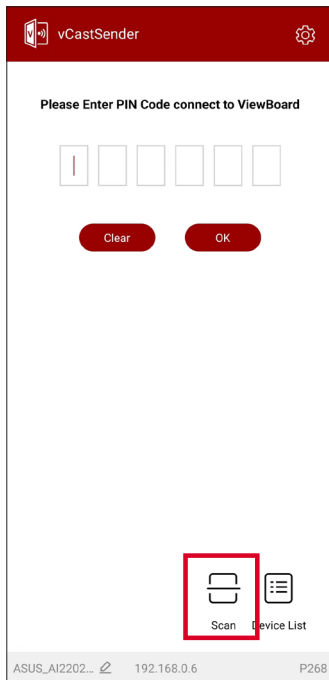 vCastSender
Please Enter PIN Code connect to ViewBoard
Clear OK
Scan Device List
ASUS_AI2202... 192.168.0.6 P268